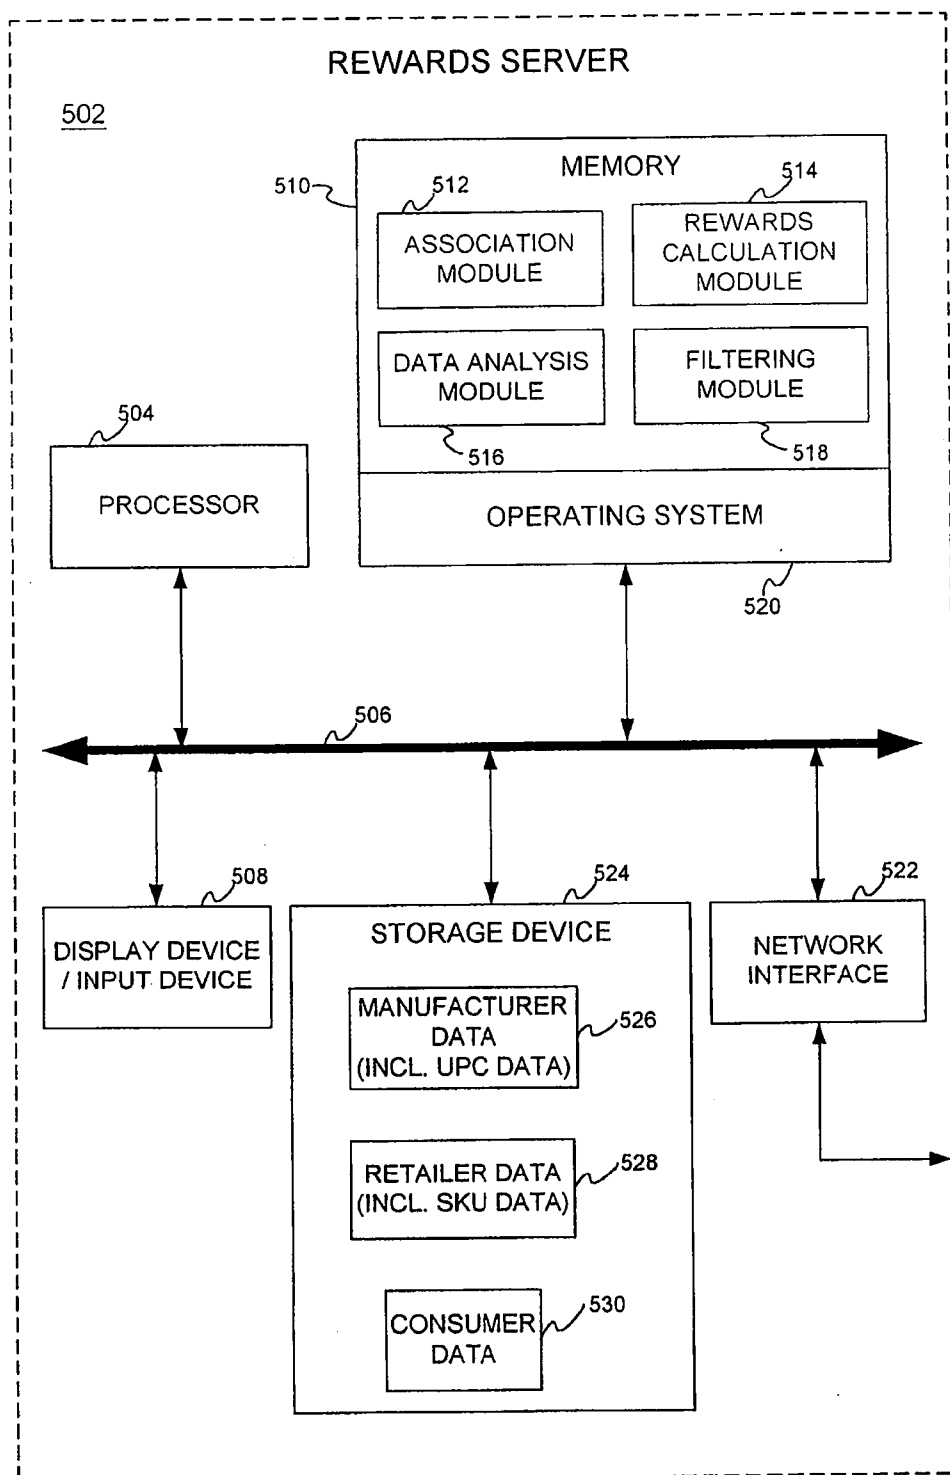 REWARDS SERVER
502
MEMORY
510
512
514
ASSOCIATION
MODULE
REWARDS
CALCULATION
MODULE
DATA ANALYSIS
MODULE
FILTERING
MODULE
516
518
504
PROCESSOR
OPERATING SYSTEM
520
506
508
DISPLAY DEVICE
/ INPUT DEVICE
524
STORAGE DEVICE
522
NETWORK
INTERFACE
MANUFACTURER
DATA
(INCL. UPC DATA)
526
RETAILER DATA
(INCL. SKU DATA)
528
CONSUMER
DATA
530